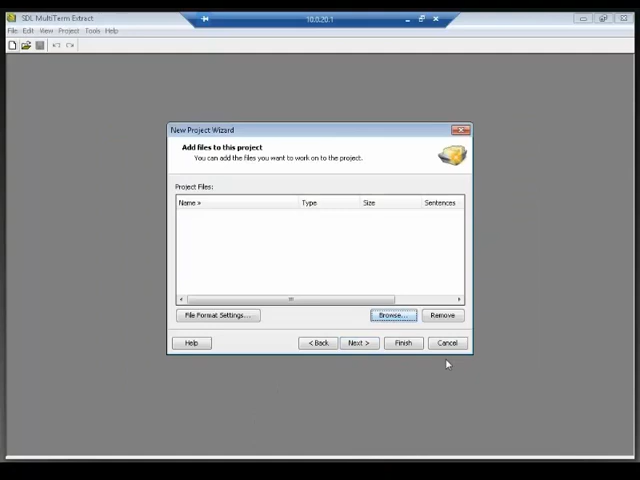 SDL MultiTerm Extract
10.0.20.1
File Edit View Project Tools Help
New Project Wizard
Add files to this project
You can add the files you want to work on to the project.
Project Files:
Name » Type Size Sentences
File Format Settings... Browse... Remove
Help < Back Next > Finish Cancel